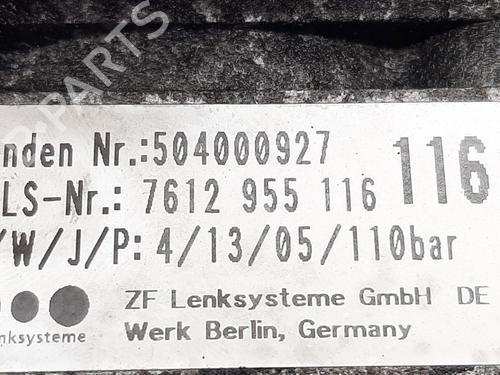 PARTS
nden Nr.:504000927
116
LS-Nr.: 7612 955 116
/W/J/P: 4/13/05/110bar
ZF Lenksysteme GmbH DE
nksysteme Werk Berlin, Germany